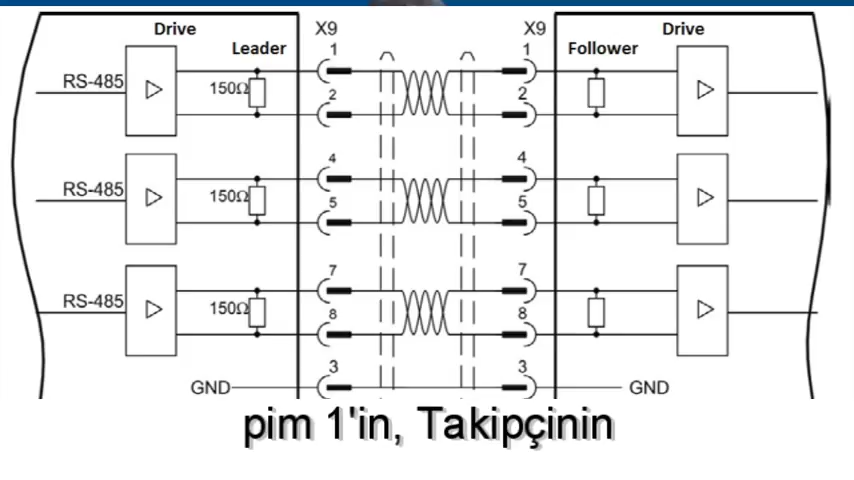 Drive
Leader
X9
X9
Drive
Follower
RS-485
150Ω
1
2
1
2
RS-485
150Ω
4
5
4
5
RS-485
150Ω
7
8
7
8
GND
3
3
GND
pim 1'in, Takipçinin